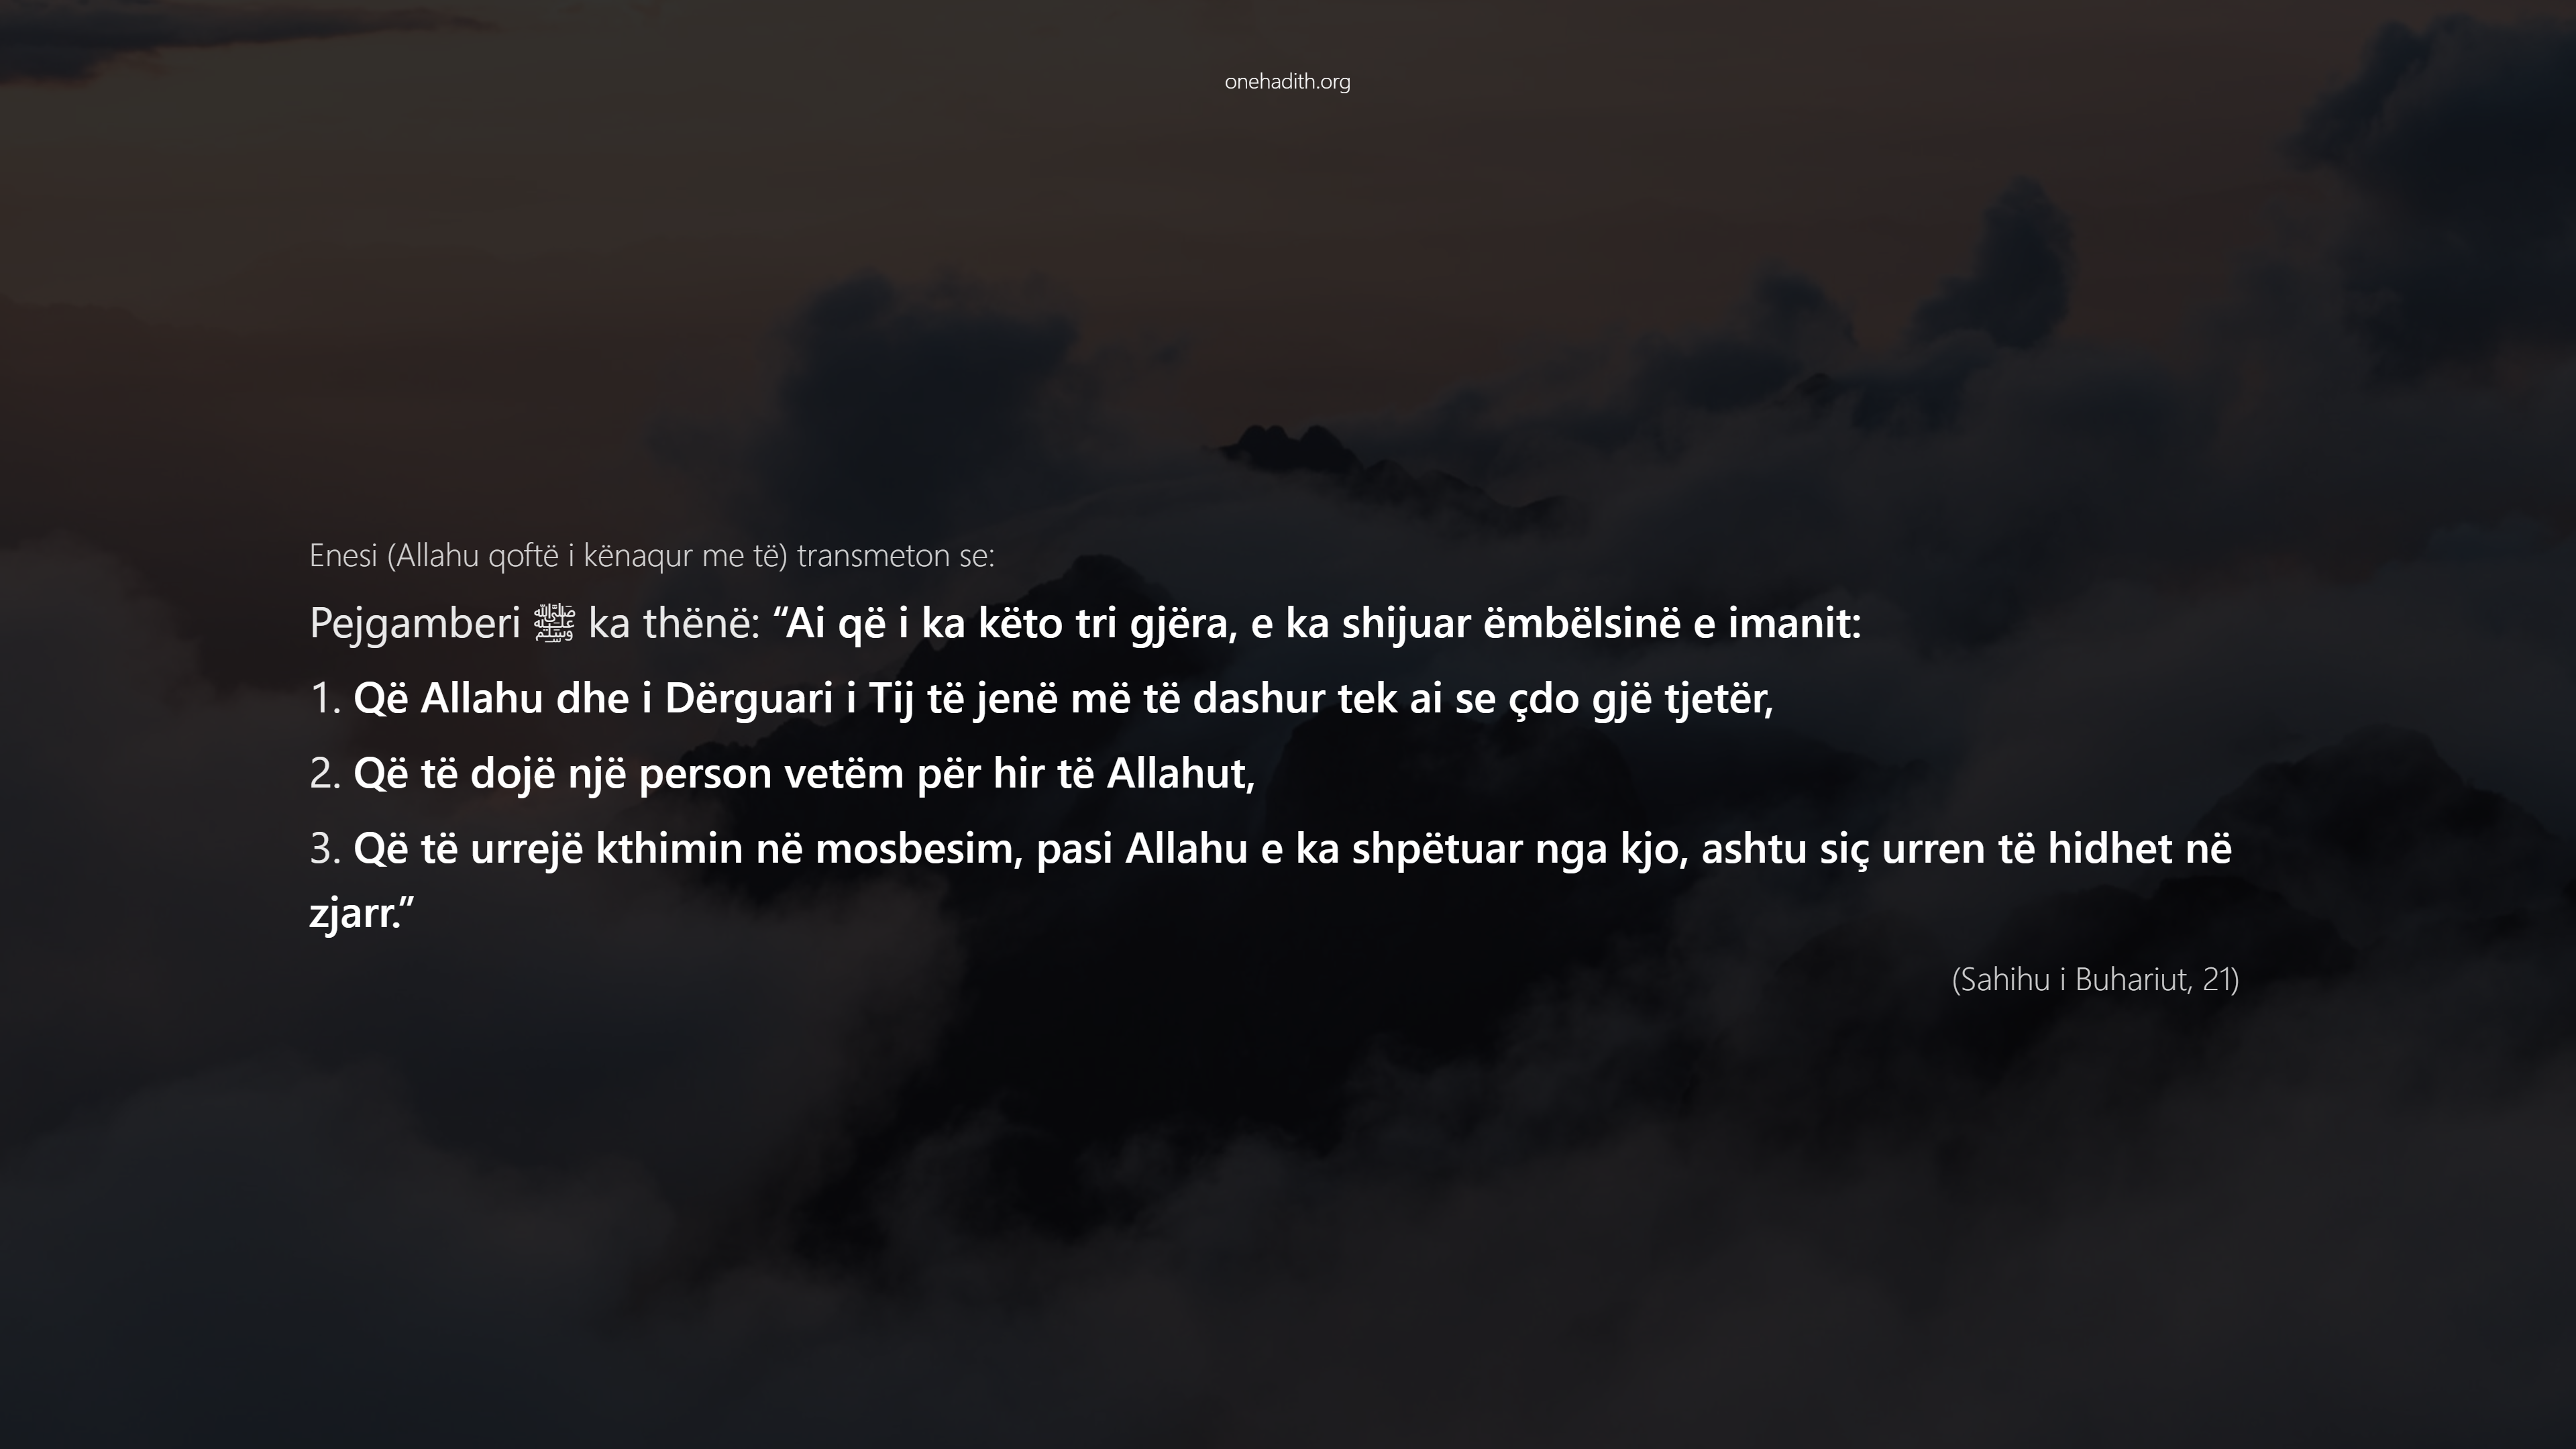 onehadith.org
Enesi (Allahu qoftë i kënaqur me të) transmeton se:
Pejgamberi ﷺ ka thënë: “Ai që i ka këto tri gjëra, e ka shijuar ëmbëlsinë e imanit:
1. Që Allahu dhe i Dërguari i Tij të jenë më të dashur tek ai se çdo gjë tjetër,
2. Që të dojë një person vetëm për hir të Allahut,
3. Që të urrejë kthimin në mosbesim, pasi Allahu e ka shpëtuar nga kjo, ashtu siç urren të hidhet në
zjarr.”
(Sahihu i Buhariut, 21)